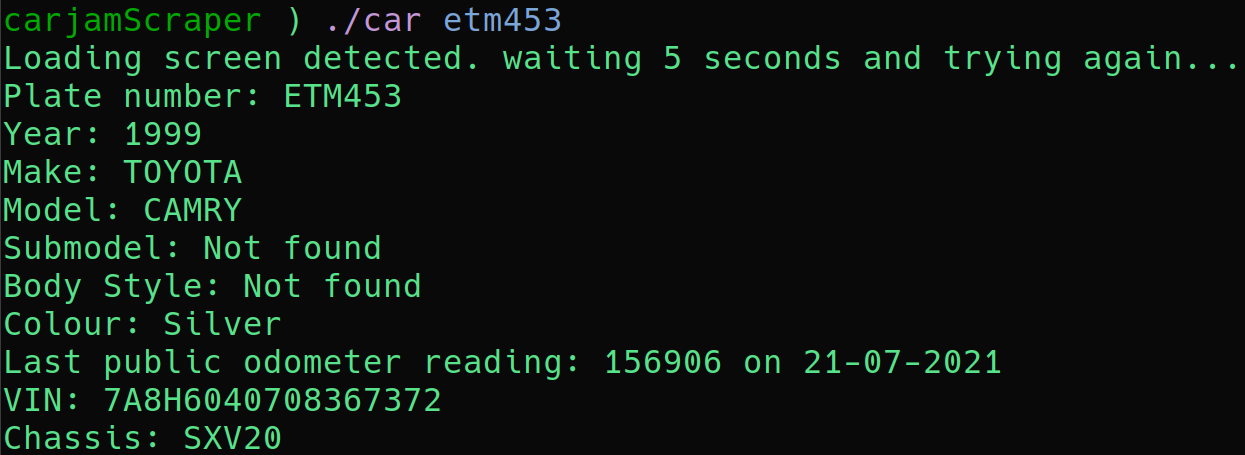 carjamScraper ) ./car etm453
Loading screen detected. waiting 5 seconds and trying again...
Plate number: ETM453
Year: 1999
Make: TOYOTA
Model: CAMRY
Submodel: Not found
Body Style: Not found
Colour: Silver
Last public odometer reading: 156906 on 21-07-2021
VIN: 7A8H6040708367372
Chassis: SXV20